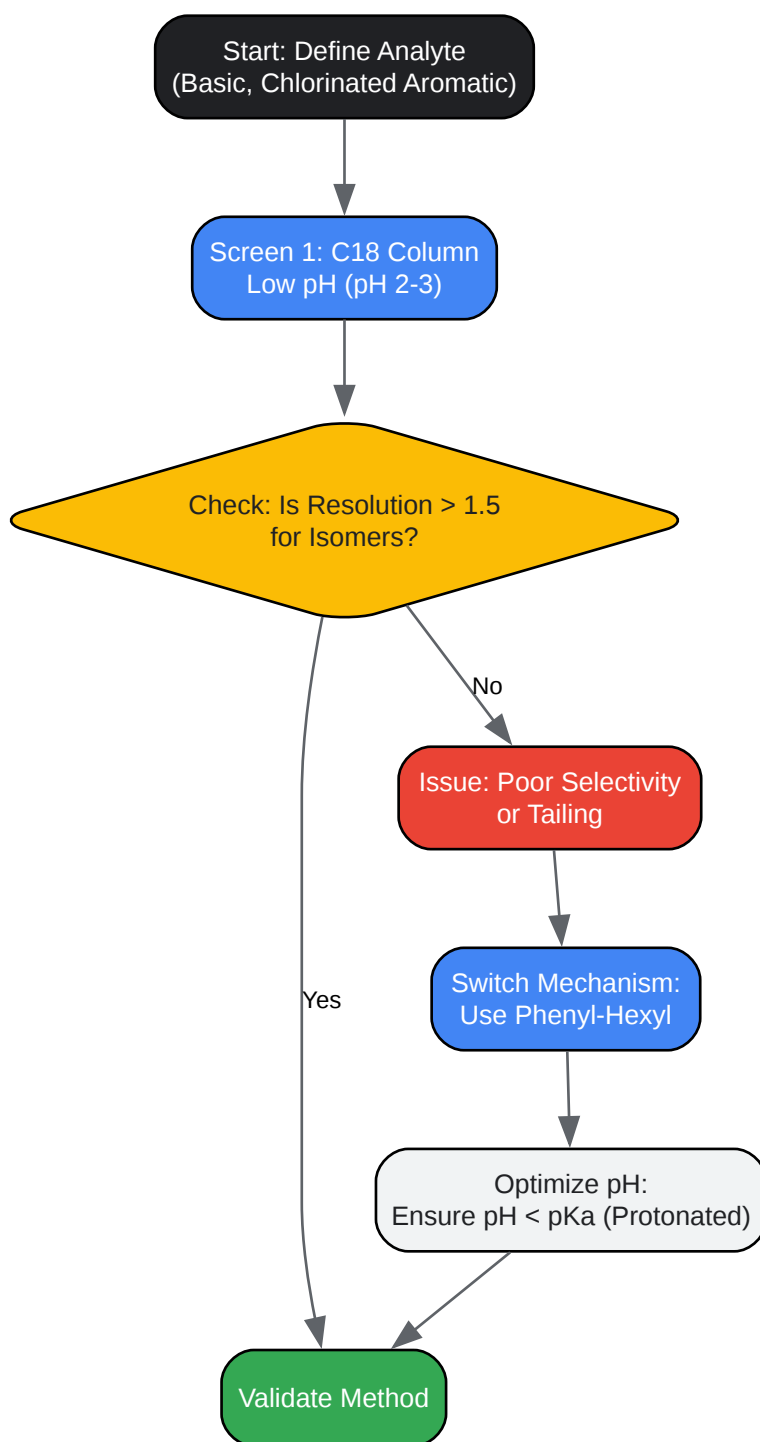 Start: Define Analyte
(Basic, Chlorinated Aromatic)
Screen 1: C18 Column
Low pH (pH 2-3)
Check: Is Resolution > 1.5
for Isomers?
No
Issue: Poor Selectivity
or Tailing
Switch Mechanism:
Use Phenyl-Hexyl
Yes
Optimize pH:
Ensure pH < pKa (Protonated)
Validate Method